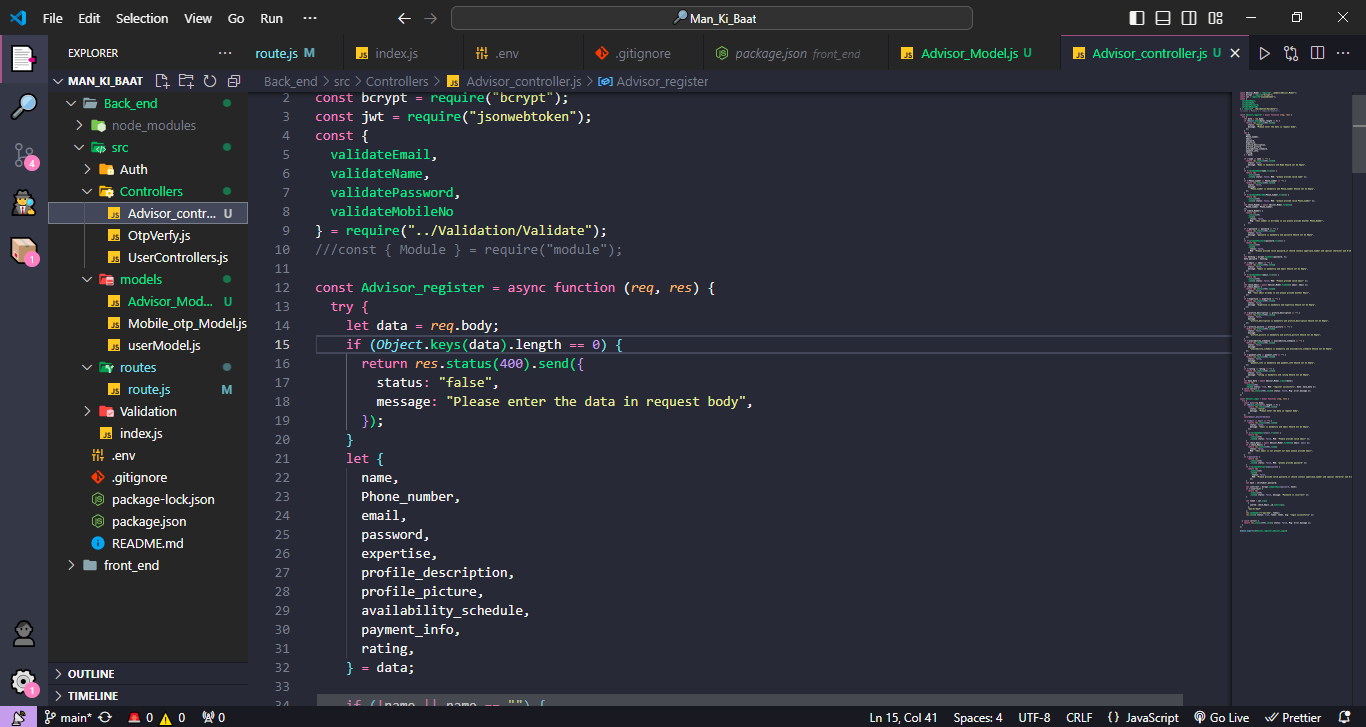 File Edit Selection View Go Run ··· ← → Man_Ki_Baat
EXPLORER ···
route.js M index.js .env .gitignore package.json front_end Advisor_Model.js U Advisor_controller.js U
MAN_KI_BAAT
Back_end
node_modules
src
Auth
Controllers
Advisor_contr... U
OtpVerfy.js
UserControllers.js
models
Advisor_Mod... U
Mobile_otp_Model.js
userModel.js
routes
route.js M
Validation
index.js
.env
.gitignore
package-lock.json
package.json
README.md
front_end
OUTLINE
TIMELINE
4
1
1
Back_end > src > Controllers > Advisor_controller.js > Advisor_register
2 const bcrypt = require("bcrypt");
3 const jwt = require("jsonwebtoken");
4 const {
5 validateEmail,
6 validateName,
7 validatePassword,
8 validateMobileNo
9 } = require("../Validation/Validate");
10 ///const { Module } = require("module");
11
12 const Advisor_register = async function (req, res) {
13 try {
14 let data = req.body;
15 if (Object.keys(data).length == 0) {
16 return res.status(400).send({
17 status: "false",
18 message: "Please enter the data in request body",
19 });
20 }
21 let {
22 name,
23 Phone_number,
24 email,
25 password,
26 expertise,
27 profile_description,
28 profile_picture,
29 availability_schedule,
30 payment_info,
31 rating,
32 } = data;
33
34 if (!name || name == "") {
main* 0 0 0 Ln 15, Col 41 Spaces: 4 UTF-8 CRLF {} JavaScript Go Live Prettier